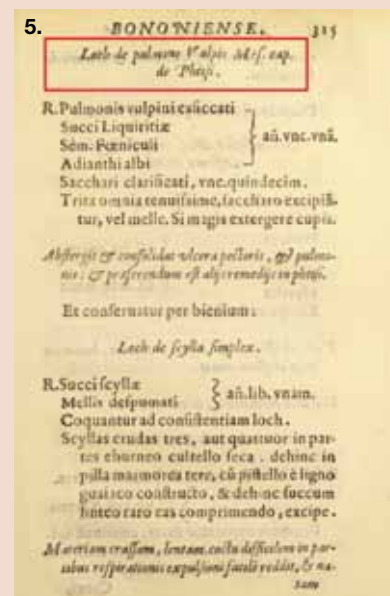 5.
BONONIENSE. 315
Loch de pulmone Vulpis Mes. cap.
de Phtisi.
R. Pulmonis vulpini exiccati
Succi Liquiritiæ
Sem. Fœniculi
Adianthi albi
añ. vnc. vnã.
Sacchari clarificati, vnc. quindecim.
Trita omnia tenuissime, saccharo excipiã-
tur, vel melle. Si magis extergere cupis.
Abstergit & consolidat vlcera pectoris, pulmo-
nis: & præferendum est alijs remedijs in phtisi.
Et conseruatur per bienium:
Loch de scylla simplex.
R. Succi scyllæ
Mellis despumati
añ. lib. vnam.
Coquantur ad consistentiam loch.
Scyllas crudas tres, aut quatuor in par-
tes eburneo cultello seca. dehinc in
pilla marmorea tere, cũ pistello è ligno
guaiaco constructo, & dehinc succum
linteo raro eas comprimendo, excipe.
Materiam crassam, lentam, coctu difficilem in par-
tibus respirationis expulsioni facilẽ reddit, & na-